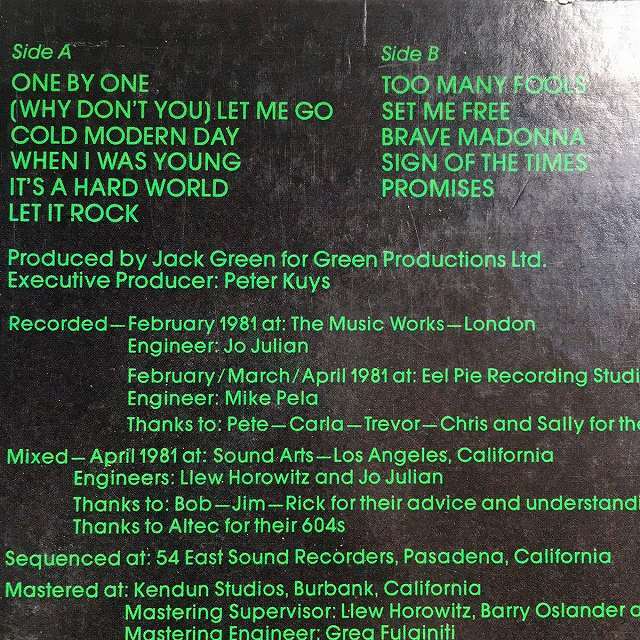 Side A
ONE BY ONE
(WHY DON'T YOU) LET ME GO
COLD MODERN DAY
WHEN I WAS YOUNG
IT'S A HARD WORLD
LET IT ROCK
Side B
TOO MANY FOOLS
SET ME FREE
BRAVE MADONNA
SIGN OF THE TIMES
PROMISES
Produced by Jack Green for Green Productions Ltd.
Executive Producer: Peter Kuys
Recorded—February 1981 at: The Music Works—London
Engineer: Jo Julian
February/March/April 1981 at: Eel Pie Recording Studi
Engineer: Mike Pela
Thanks to: Pete—Carla—Trevor—Chris and Sally for the
Mixed—April 1981 at: Sound Arts—Los Angeles, California
Engineers: Llew Horowitz and Jo Julian
Thanks to: Bob—Jim—Rick for their advice and understandi
Thanks to Altec for their 604s
Sequenced at: 54 East Sound Recorders, Pasadena, California
Mastered at: Kendun Studios, Burbank, California
Mastering Supervisor: Llew Horowitz, Barry Oslander a
Mastering Engineer: Greg Fulginiti